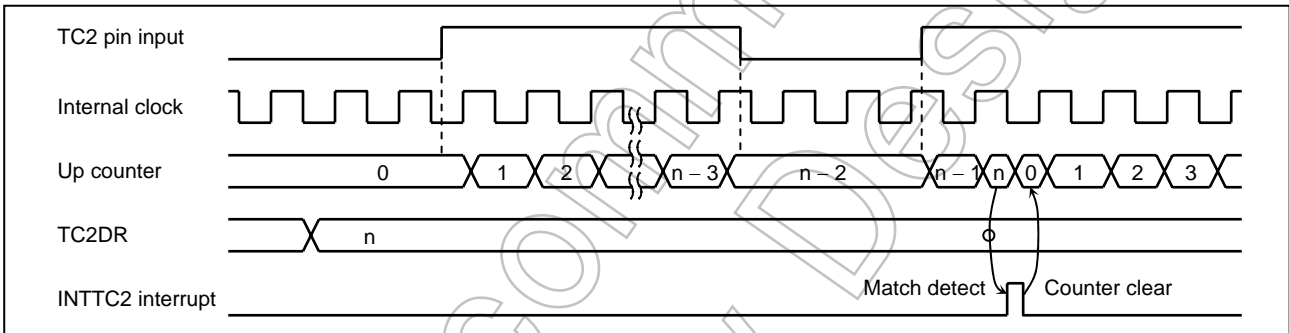 TC2 pin input
Internal clock
Up counter
0 1 2 n – 3 n – 2 n – 1 n 0 1 2 3
TC2DR
n
Match detect Counter clear
INTTC2 interrupt